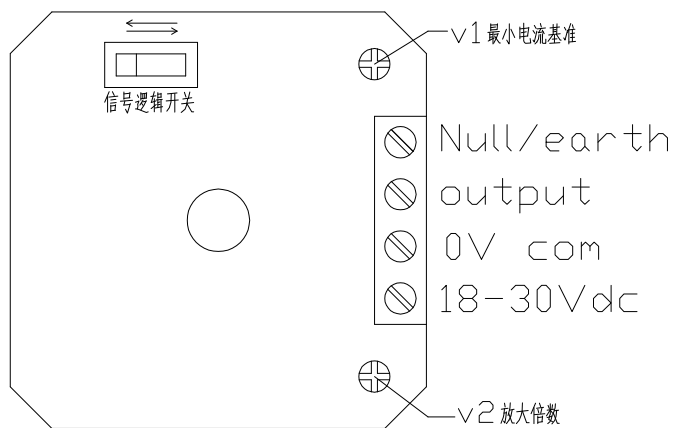 v1 最小电流基准
信号逻辑开关
Null/earth
output
0V com
18-30Vdc
v2 放大倍数